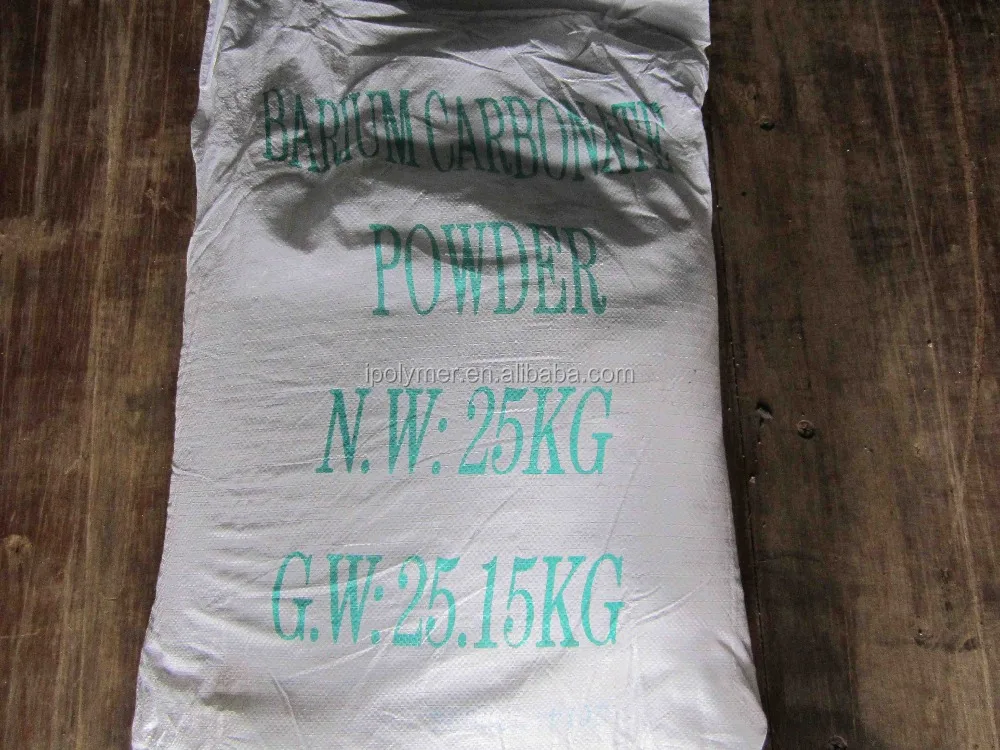 BARIUM CARBONATE
POWDER
ipolymer.en.alibaba.com
N.W: 25KG
G.W: 25.15KG